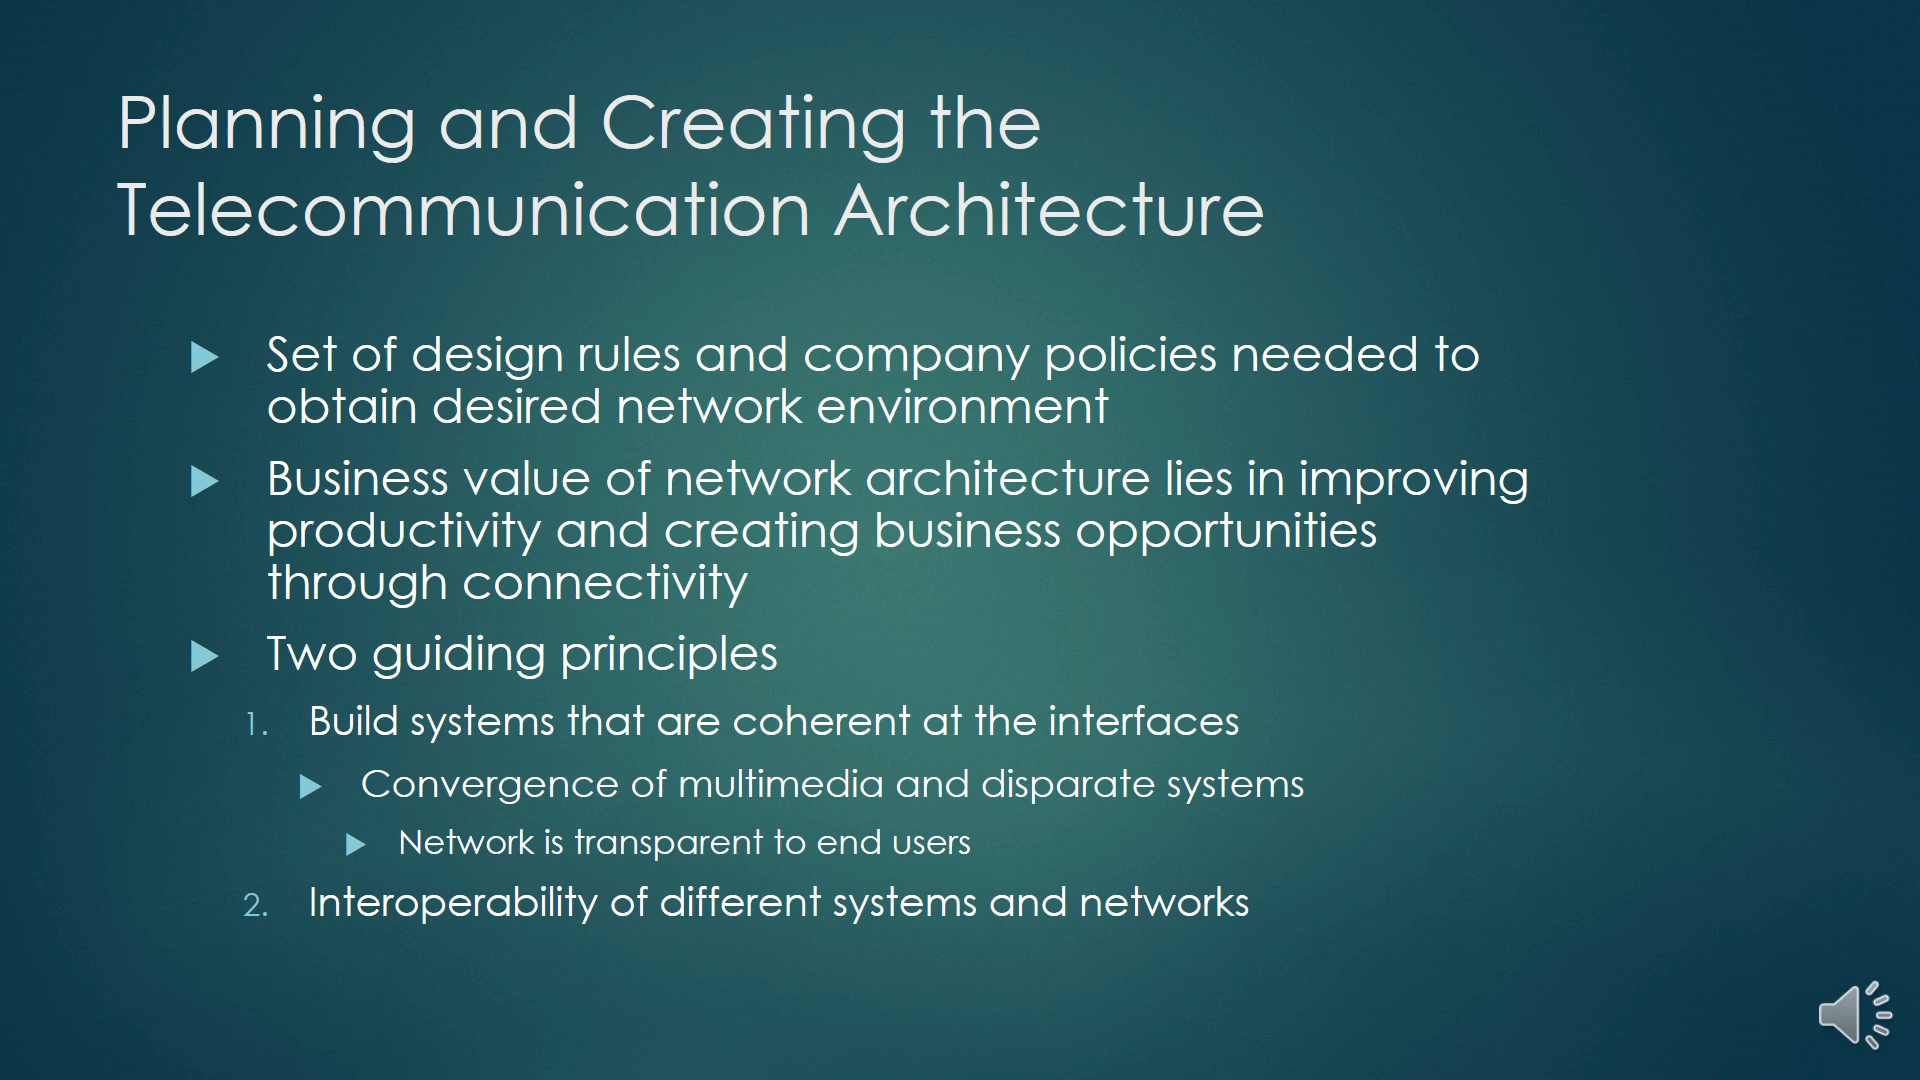 Planning and Creating the
Telecommunication Architecture
Set of design rules and company policies needed to
obtain desired network environment
Business value of network architecture lies in improving
productivity and creating business opportunities
through connectivity
Two guiding principles
1. Build systems that are coherent at the interfaces
Convergence of multimedia and disparate systems
Network is transparent to end users
2. Interoperability of different systems and networks